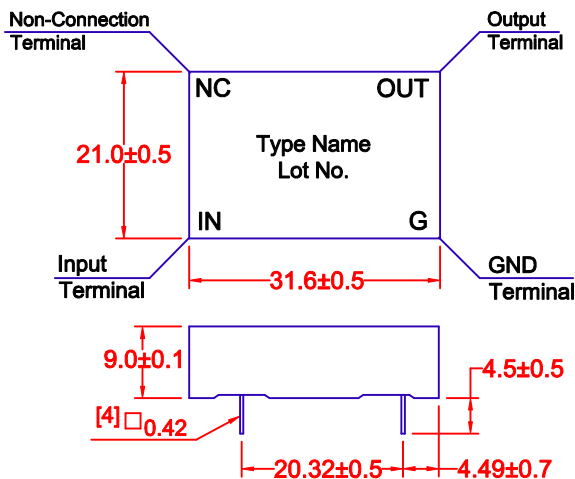 Non-Connection
Terminal
Output
Terminal
NC
OUT
21.0±0.5
Type Name
Lot No.
IN
G
Input
Terminal
GND
Terminal
31.6±0.5
9.0±0.1
4.5±0.5
[4]□0.42
20.32±0.5
4.49±0.7